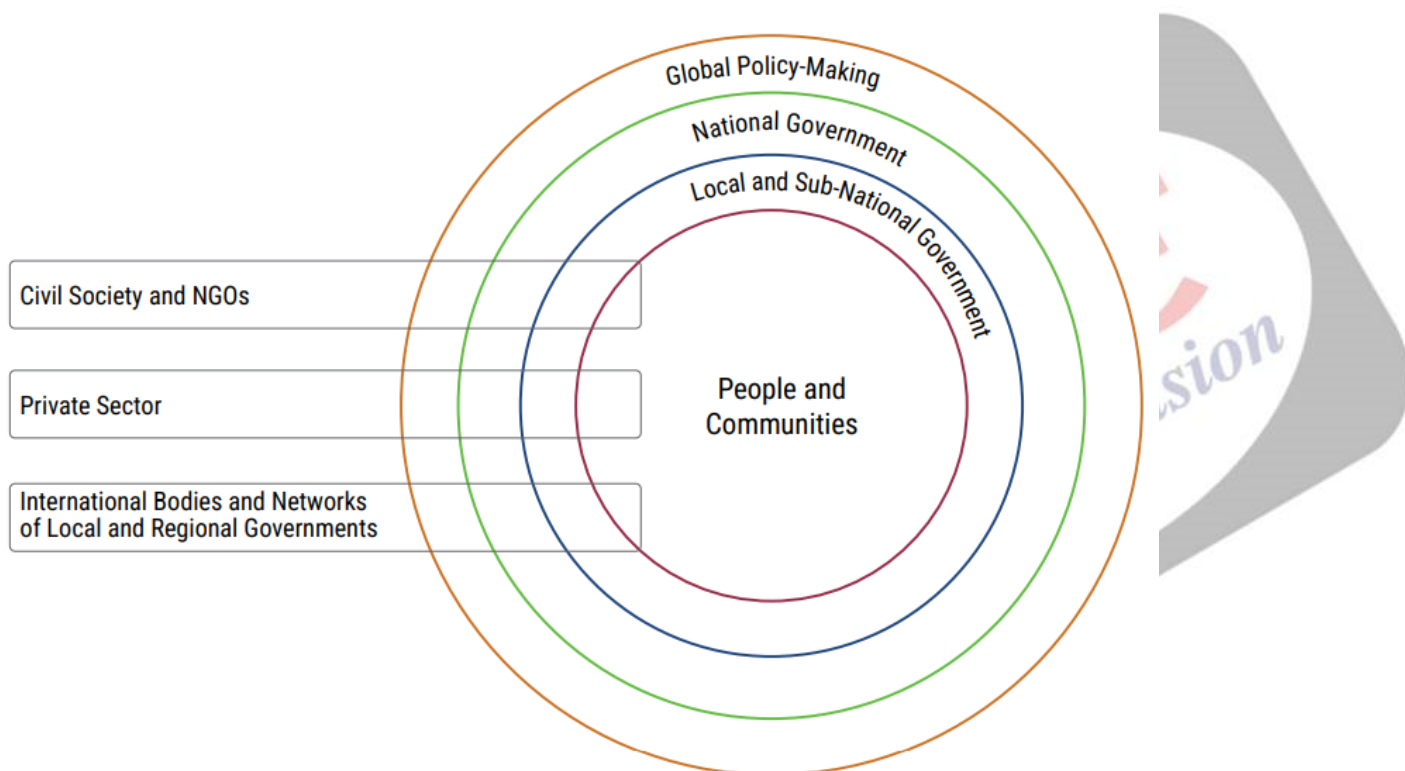 Global Policy-Making
National Government
Local and Sub-National Government
Civil Society and NGOs
Private Sector
People and
Communities
International Bodies and Networks
of Local and Regional Governments